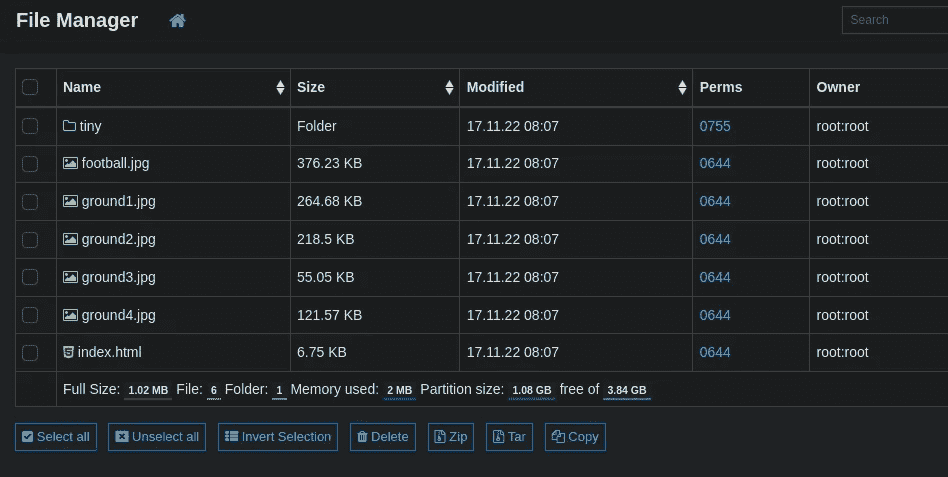 File Manager Search
Name Size Modified Perms Owner
tiny Folder 17.11.22 08:07 0755 root:root
football.jpg 376.23 KB 17.11.22 08:07 0644 root:root
ground1.jpg 264.68 KB 17.11.22 08:07 0644 root:root
ground2.jpg 218.5 KB 17.11.22 08:07 0644 root:root
ground3.jpg 55.05 KB 17.11.22 08:07 0644 root:root
ground4.jpg 121.57 KB 17.11.22 08:07 0644 root:root
index.html 6.75 KB 17.11.22 08:07 0644 root:root
Full Size: 1.02 MB File: 6 Folder: 1 Memory used: 2 MB Partition size: 1.08 GB free of 3.84 GB
Select all Unselect all Invert Selection Delete Zip Tar Copy